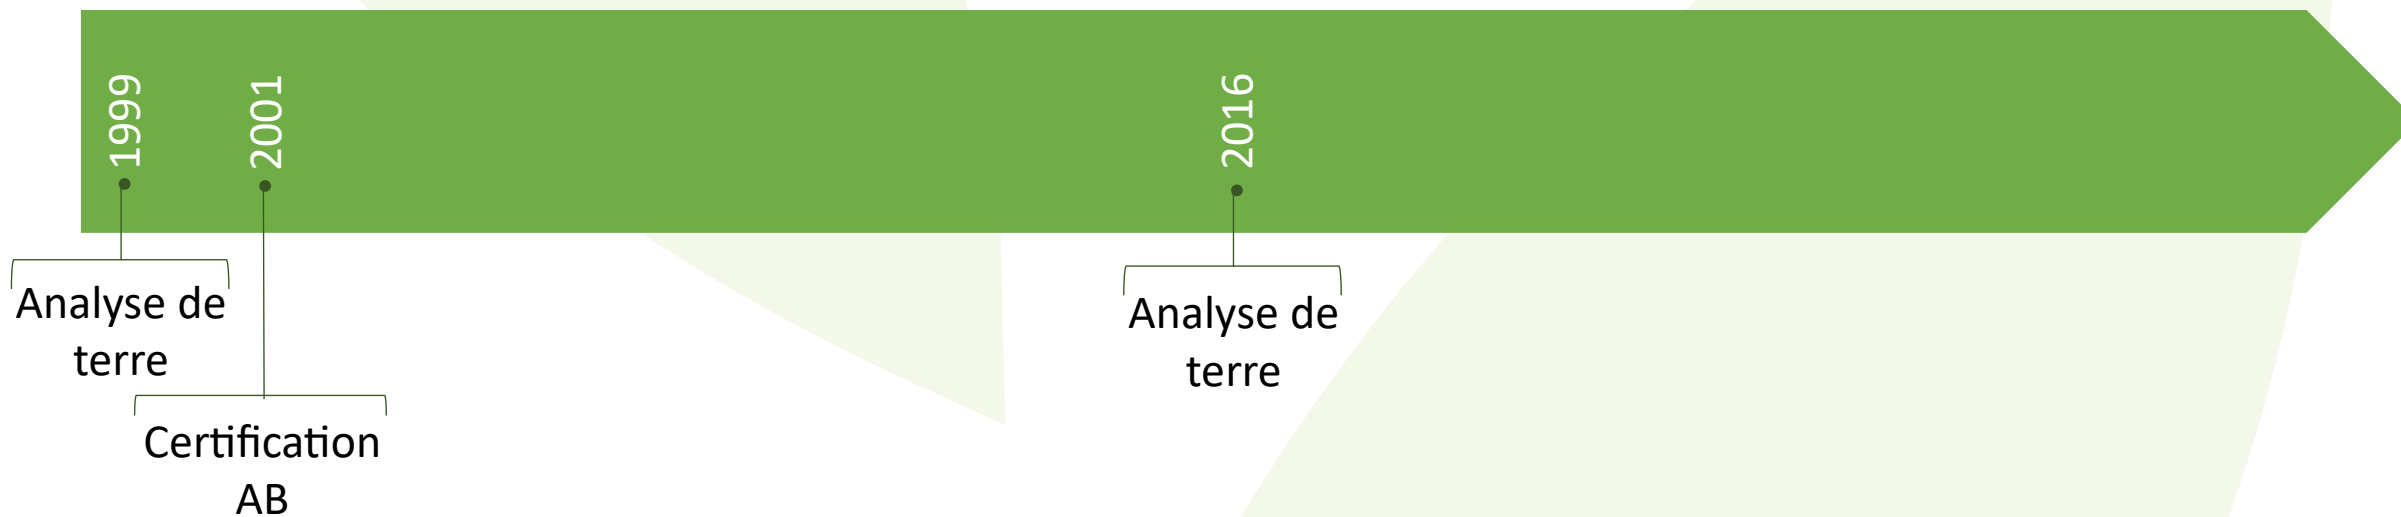 1999
2001
2016
Analyse de
terre
Certification
AB
Analyse de
terre